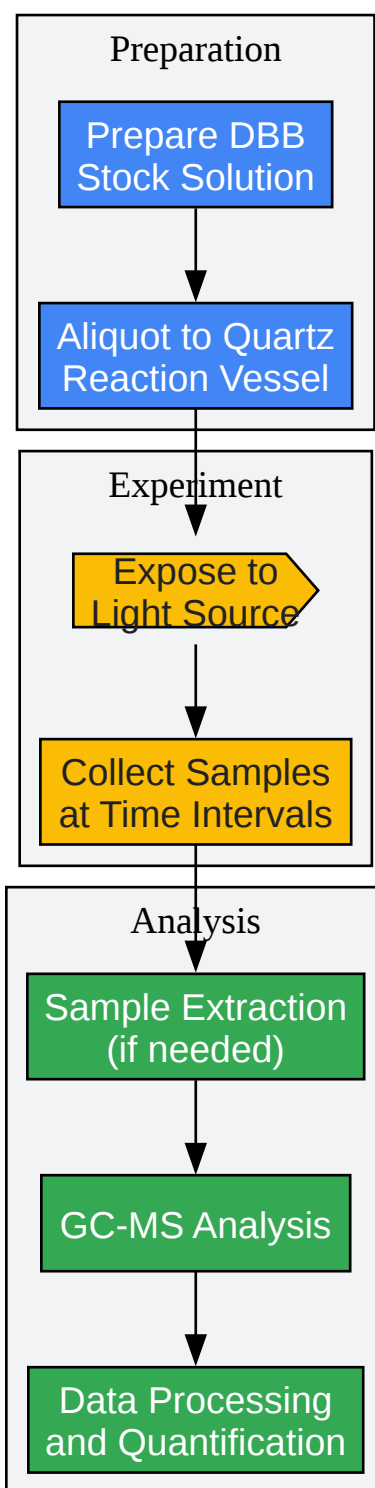 Preparation
Prepare DBB
Stock Solution
Aliquot to Quartz
Reaction Vessel
Experiment
Expose to
Light Source
Collect Samples
at Time Intervals
Analysis
Sample Extraction
(if needed)
GC-MS Analysis
Data Processing
and Quantification